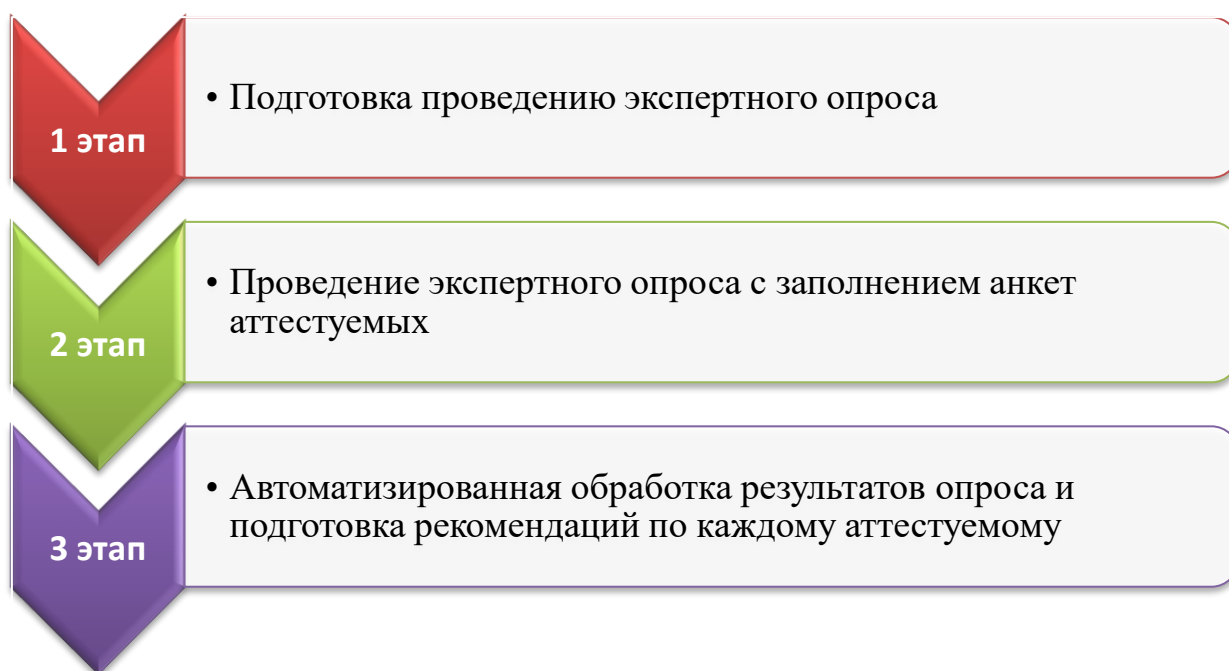 1 этап
• Подготовка проведению экспертного опроса
2 этап
• Проведение экспертного опроса с заполнением анкет
аттестуемых
3 этап
• Автоматизированная обработка результатов опроса и
подготовка рекомендаций по каждому аттестуемому